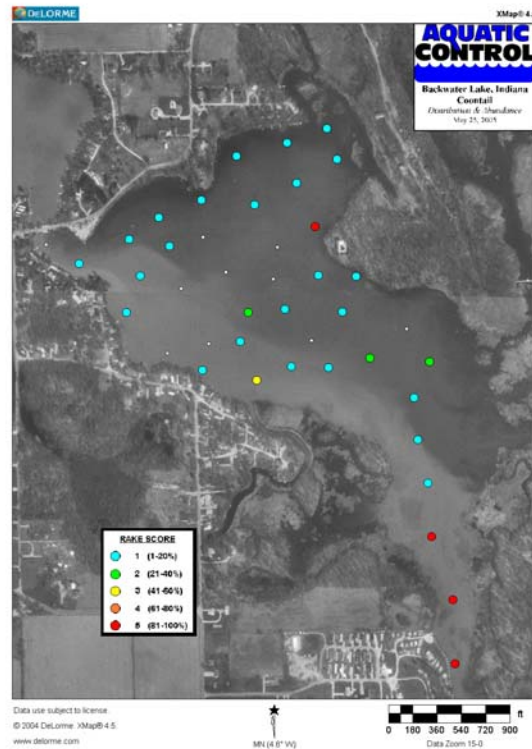 DeLORME
XMap® 4.5
AQUATIC
CONTROL
Backwater Lake, Indiana
Coontail
Distribution & Abundance
May 25, 2005
RAKE SCORE
1 (1-20%)
2 (21-40%)
3 (41-60%)
4 (61-80%)
5 (81-100%)
Data use subject to license.
© 2004 DeLorme. XMap® 4.5.
www.delorme.com
MN (4.6° W)
ft
0 180 360 540 720 900
Data Zoom 15-0